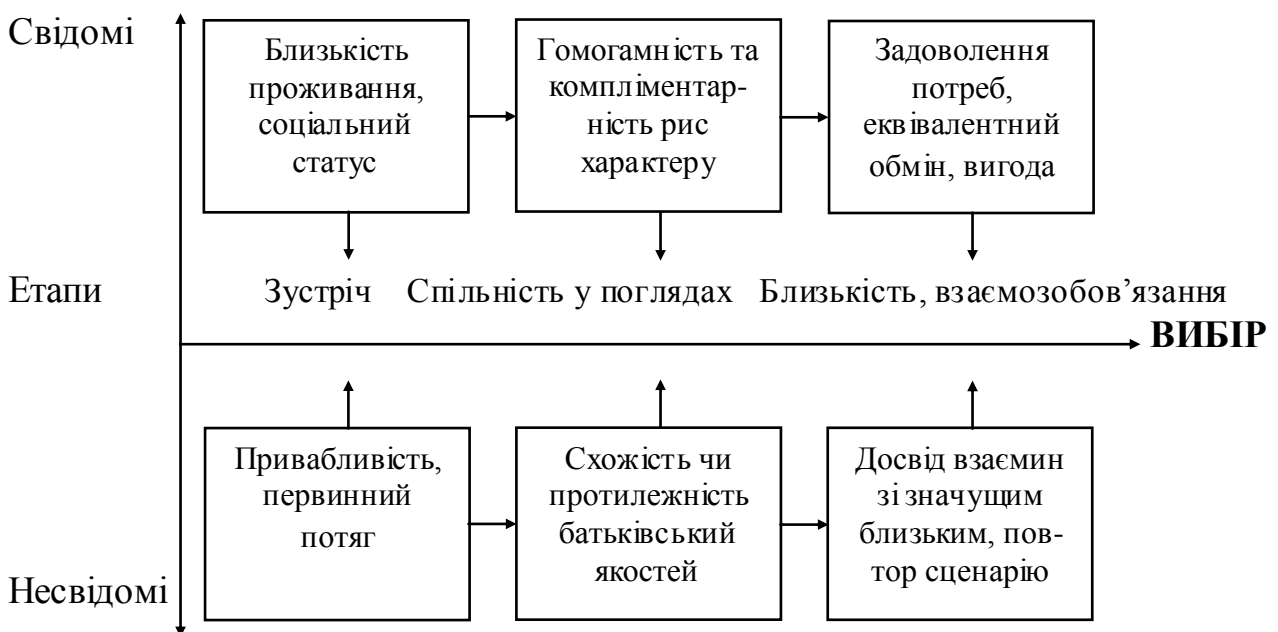 Свідомі
Близькість
проживання,
соціальний
статус
Гомогамність та
компліментар-
ність рис
характеру
Задоволення
потреб,
еквівалентний
обмін, вигода
Етапи
Зустріч
Спільність у поглядах
Близькість, взаємозобов’язання
ВИБІР
Привабливість,
первинний
потяг
Схожість чи
протилежність
батьківський
якостей
Досвід взаємин
зі значущим
близьким, пов-
тор сценарію
Несвідомі